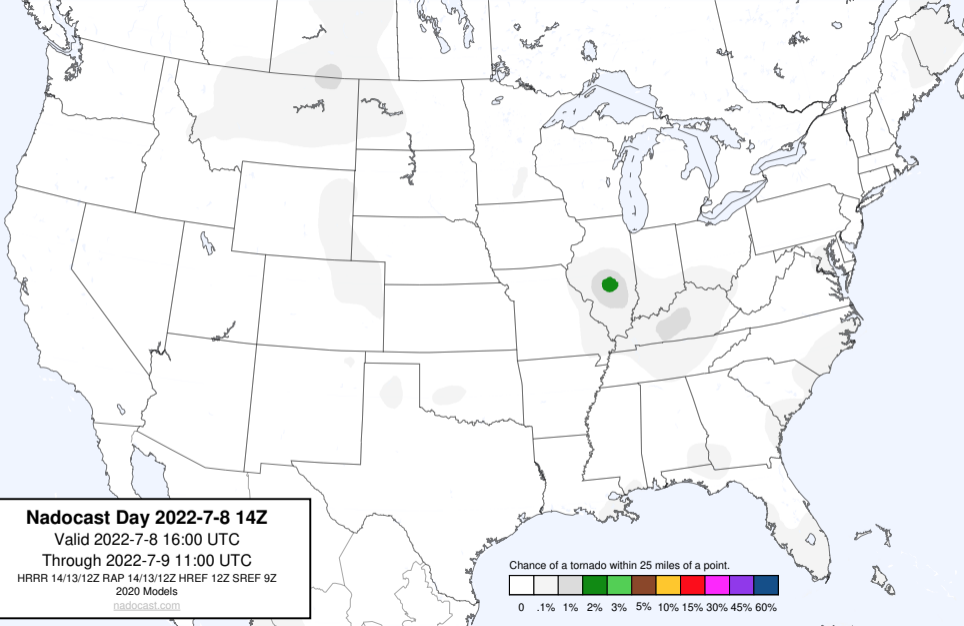 Nadocast Day 2022-7-8 14Z
Valid 2022-7-8 16:00 UTC
Through 2022-7-9 11:00 UTC
HRRR 14/13/12Z RAP 14/13/12Z HREF 12Z SREF 9Z
2020 Models
nadocast.com
Chance of a tornado within 25 miles of a point.
0 .1% 1% 2% 3% 5% 10% 15% 30% 45% 60%